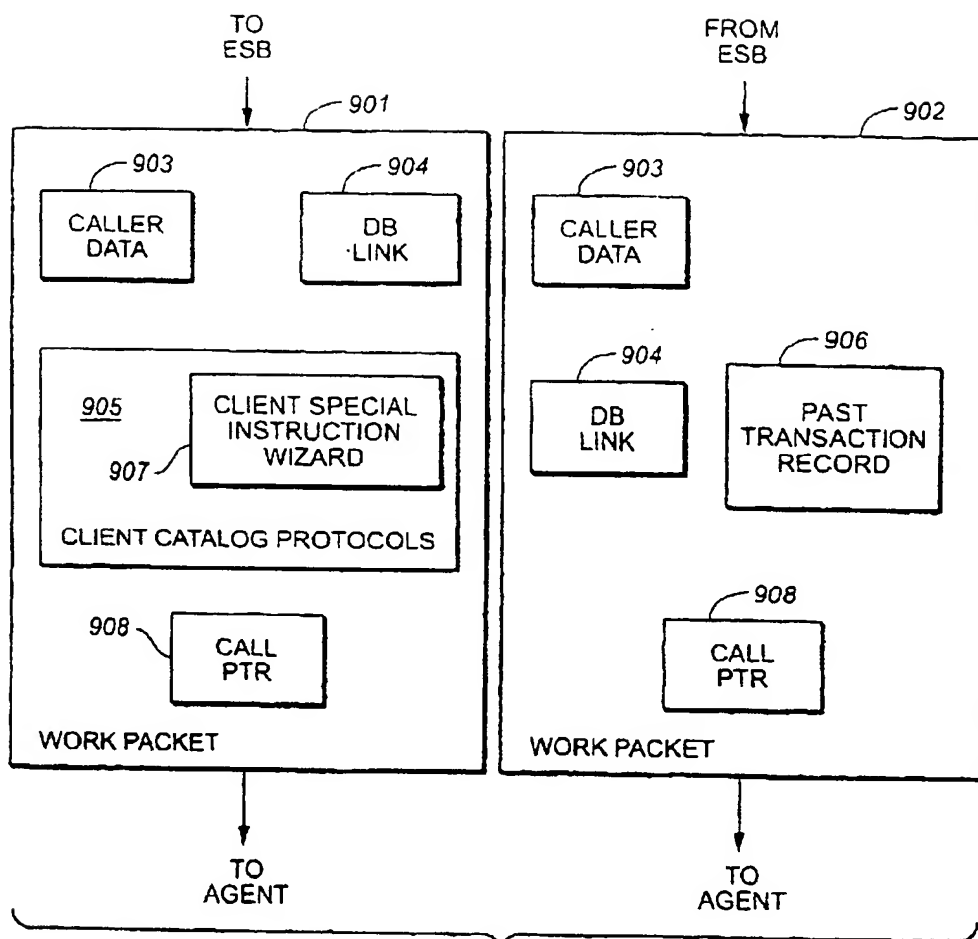 TO
ESB
901
903
904
CALLER
DATA
DB
LINK
905
CLIENT SPECIAL
INSTRUCTION
WIZARD
907
CLIENT CATALOG PROTOCOLS
908
CALL
PTR
WORK PACKET
TO
AGENT
FROM
ESB
902
903
CALLER
DATA
904
906
DB
LINK
PAST
TRANSACTION
RECORD
908
CALL
PTR
WORK PACKET
TO
AGENT